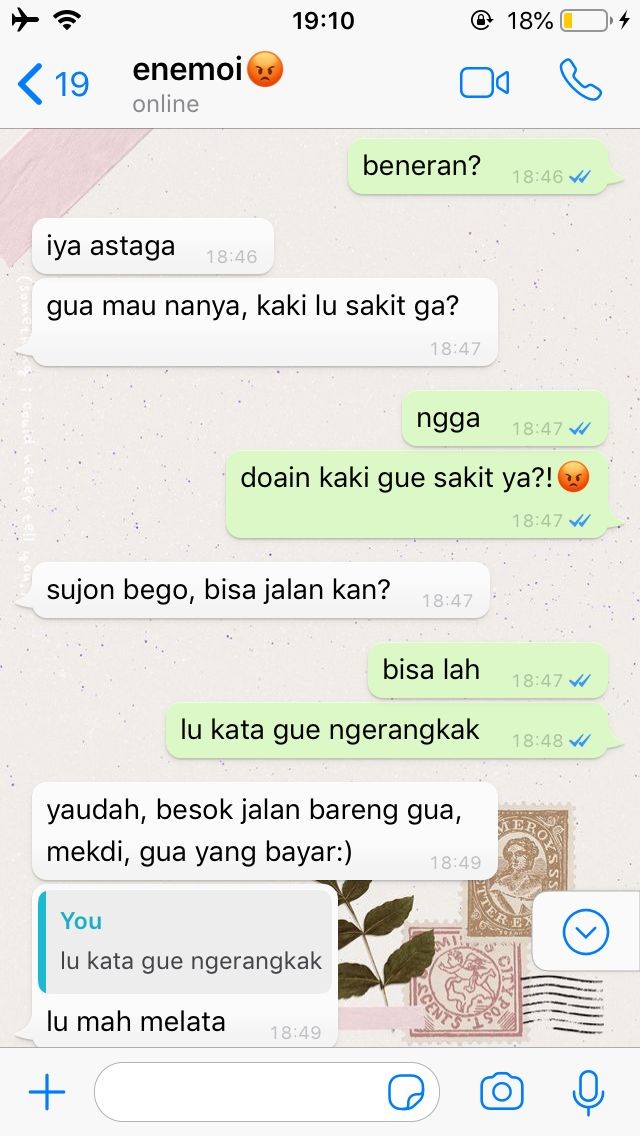 19:10
18%
19
enemoi😡
online
beneran?
18:46
iya astaga
18:46
gua mau nanya, kaki lu sakit ga?
18:47
ngga
18:47
doain kaki gue sakit ya?!😡
18:47
sujon bego, bisa jalan kan?
18:47
bisa lah
18:47
lu kata gue ngerangkak
18:48
yaudah, besok jalan bareng gua,
mekdi, gua yang bayar:)
18:49
You
lu kata gue ngerangkak
lu mah melata
18:49